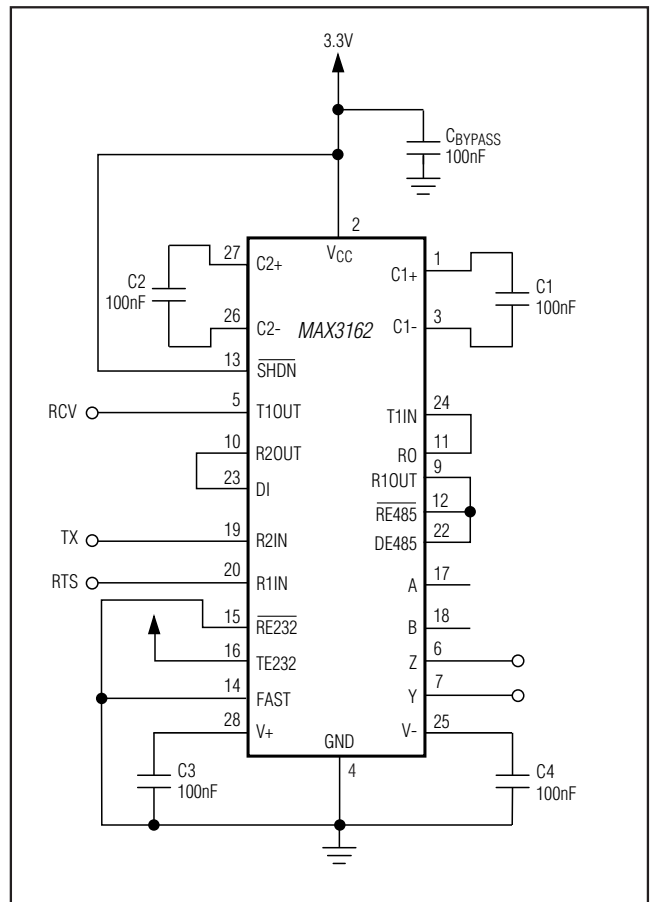 3.3V
CBYPASS
100nF
2
VCC
27
C2+
1
C1+
C2
100nF
C1
100nF
26
C2-
MAX3162
C1-
3
13
SHDN
RCV
5
T1OUT
T1IN
24
10
R2OUT
RO
11
23
DI
R1OUT
9
RE485
12
TX
19
R2IN
DE485
22
RTS
20
R1IN
A
17
15
RE232
B
18
16
TE232
Z
6
14
FAST
Y
7
28
V+
V-
25
GND
4
C3
100nF
C4
100nF